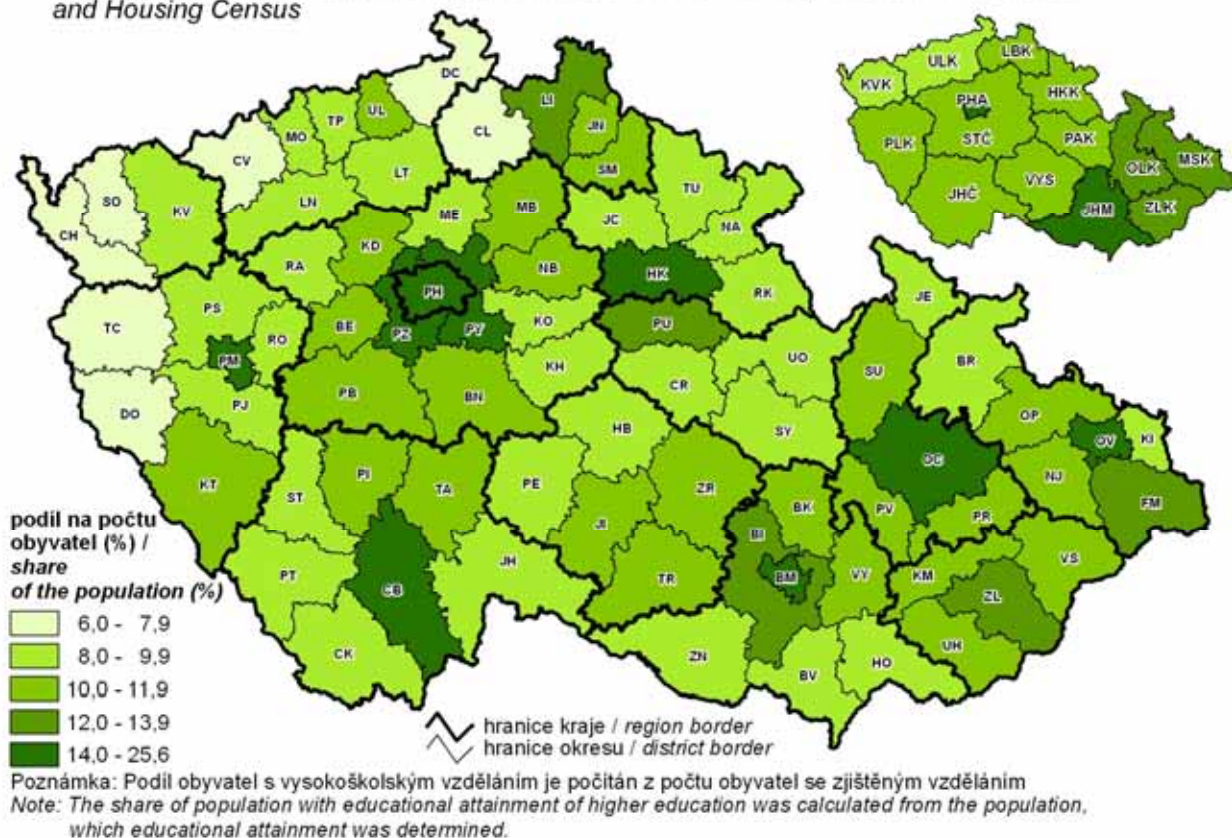 and Housing Census
DC
LI
UL
TP
MO
CL
JN
CV
SM
LT
TU
SO
KV
LN
ME
MB
JC
NA
CH
KD
RA
NB
HK
PH
RK
JE
TC
PS
BE
PZ
PY
KO
PU
RO
PM
UO
BR
KH
SU
PB
BN
CR
DO
PJ
OP
HB
SY
OV
KI
OC
KT
ST
PI
TA
PE
ZR
NJ
BK
PV
PR
FM
JI
BI
JH
VS
PT
CB
TR
BM
VY
KM
ZL
CK
UH
ZN
BV
HO
LBK
ULK
KVK
HKK
PHA
STČ
PAK
PLK
OLK
MSK
VYS
JHČ
JHM
ZLK
podíl na počtu
obyvatel (%) /
share
of the population (%)
6,0 - 7,9
8,0 - 9,9
10,0 - 11,9
12,0 - 13,9
14,0 - 25,6
hranice kraje / region border
hranice okresu / district border
Poznámka: Podíl obyvatel s vysokoškolským vzděláním je počítán z počtu obyvatel se zjištěným vzděláním
Note: The share of population with educational attainment of higher education was calculated from the population,
which educational attainment was determined.